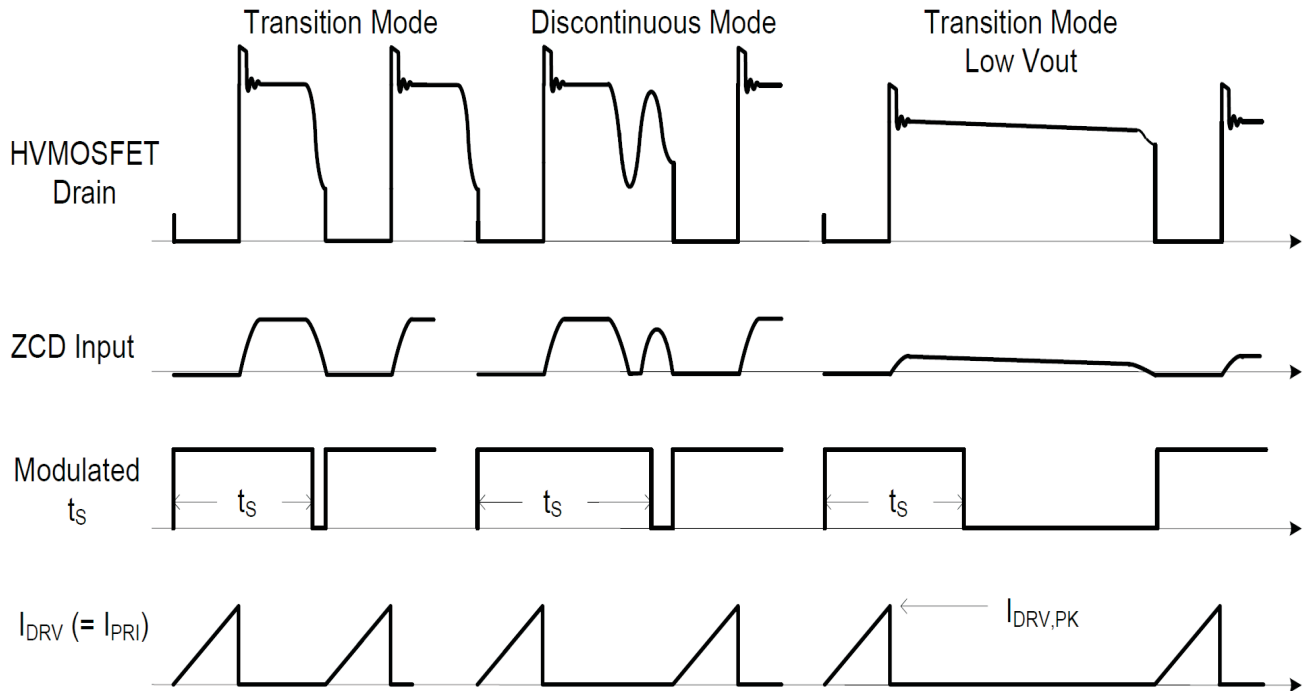 Transition Mode
Discontinuous Mode
Transition Mode
Low Vout
HVMOSFET
Drain
ZCD Input
Modulated
tS
tS
tS
tS
IDRV (= IPRI)
IDRV,PK